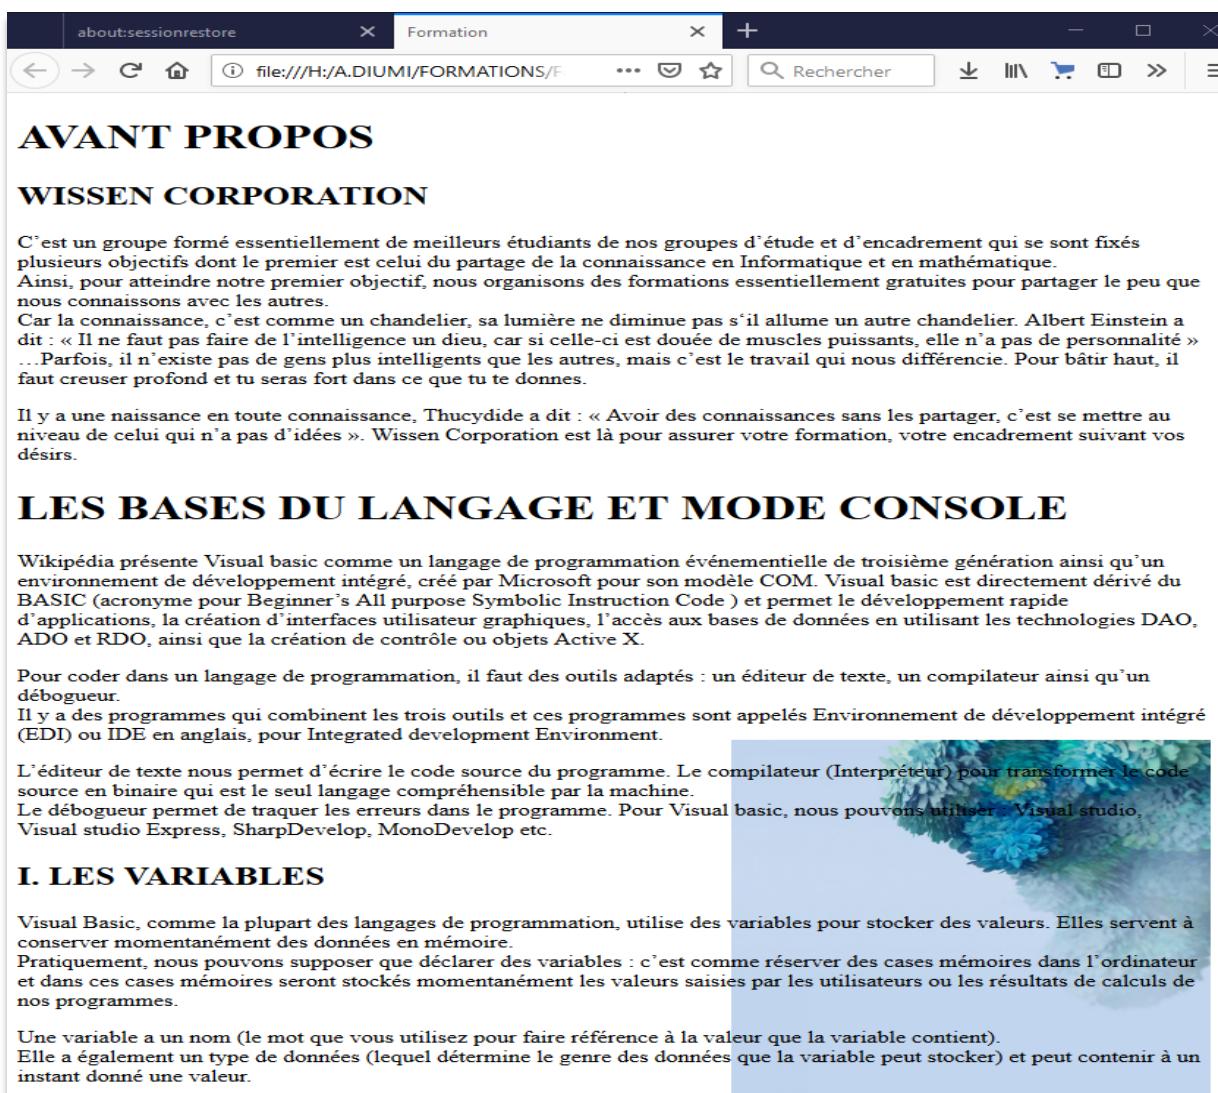 about:sessionrestore
Formation
file:///H:/A.DIUMI/FORMATIONS/F
Rechercher
AVANT PROPOS
WISSEN CORPORATION
C’est un groupe formé essentiellement de meilleurs étudiants de nos groupes d’étude et d’encadrement qui se sont fixés
plusieurs objectifs dont le premier est celui du partage de la connaissance en Informatique et en mathématique.
Ainsi, pour atteindre notre premier objectif, nous organisons des formations essentiellement gratuites pour partager le peu que
nous connaissons avec les autres.
Car la connaissance, c’est comme un chandelier, sa lumière ne diminue pas s‘il allume un autre chandelier. Albert Einstein a
dit : « Il ne faut pas faire de l’intelligence un dieu, car si celle-ci est douée de muscles puissants, elle n’a pas de personnalité »
…Parfois, il n’existe pas de gens plus intelligents que les autres, mais c’est le travail qui nous différencie. Pour bâtir haut, il
faut creuser profond et tu seras fort dans ce que tu te donnes.
Il y a une naissance en toute connaissance, Thucydide a dit : « Avoir des connaissances sans les partager, c’est se mettre au
niveau de celui qui n’a pas d’idées ». Wissen Corporation est là pour assurer votre formation, votre encadrement suivant vos
désirs.
LES BASES DU LANGAGE ET MODE CONSOLE
Wikipédia présente Visual basic comme un langage de programmation événementielle de troisième génération ainsi qu’un
environnement de développement intégré, créé par Microsoft pour son modèle COM. Visual basic est directement dérivé du
BASIC (acronyme pour Beginner’s All purpose Symbolic Instruction Code ) et permet le développement rapide
d’applications, la création d’interfaces utilisateur graphiques, l’accès aux bases de données en utilisant les technologies DAO,
ADO et RDO, ainsi que la création de contrôle ou objets Active X.
Pour coder dans un langage de programmation, il faut des outils adaptés : un éditeur de texte, un compilateur ainsi qu’un
débogueur.
Il y a des programmes qui combinent les trois outils et ces programmes sont appelés Environnement de développement intégré
(EDI) ou IDE en anglais, pour Integrated development Environment.
L’éditeur de texte nous permet d’écrire le code source du programme. Le compilateur (Interpréteur) pour transformer le code
source en binaire qui est le seul langage compréhensible par la machine.
Le débogueur permet de traquer les erreurs dans le programme. Pour Visual basic, nous pouvons utiliser : Visual studio,
Visual studio Express, SharpDevelop, MonoDevelop etc.
I. LES VARIABLES
Visual Basic, comme la plupart des langages de programmation, utilise des variables pour stocker des valeurs. Elles servent à
conserver momentanément des données en mémoire.
Pratiquement, nous pouvons supposer que déclarer des variables : c’est comme réserver des cases mémoires dans l’ordinateur
et dans ces cases mémoires seront stockés momentanément les valeurs saisies par les utilisateurs ou les résultats de calculs de
nos programmes.
Une variable a un nom (le mot que vous utilisez pour faire référence à la valeur que la variable contient).
Elle a également un type de données (lequel détermine le genre des données que la variable peut stocker) et peut contenir à un
instant donné une valeur.